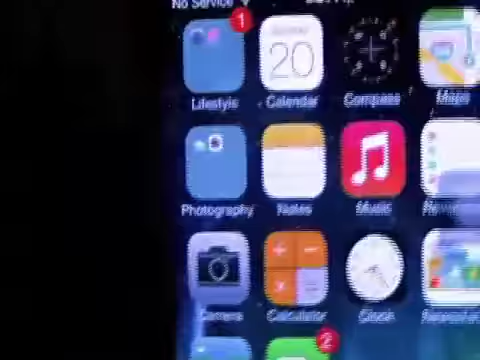 No Service
1
20
Lifestyle Calendar Compass Maps
Photography Notes Music
Camera Calculator Clock
2